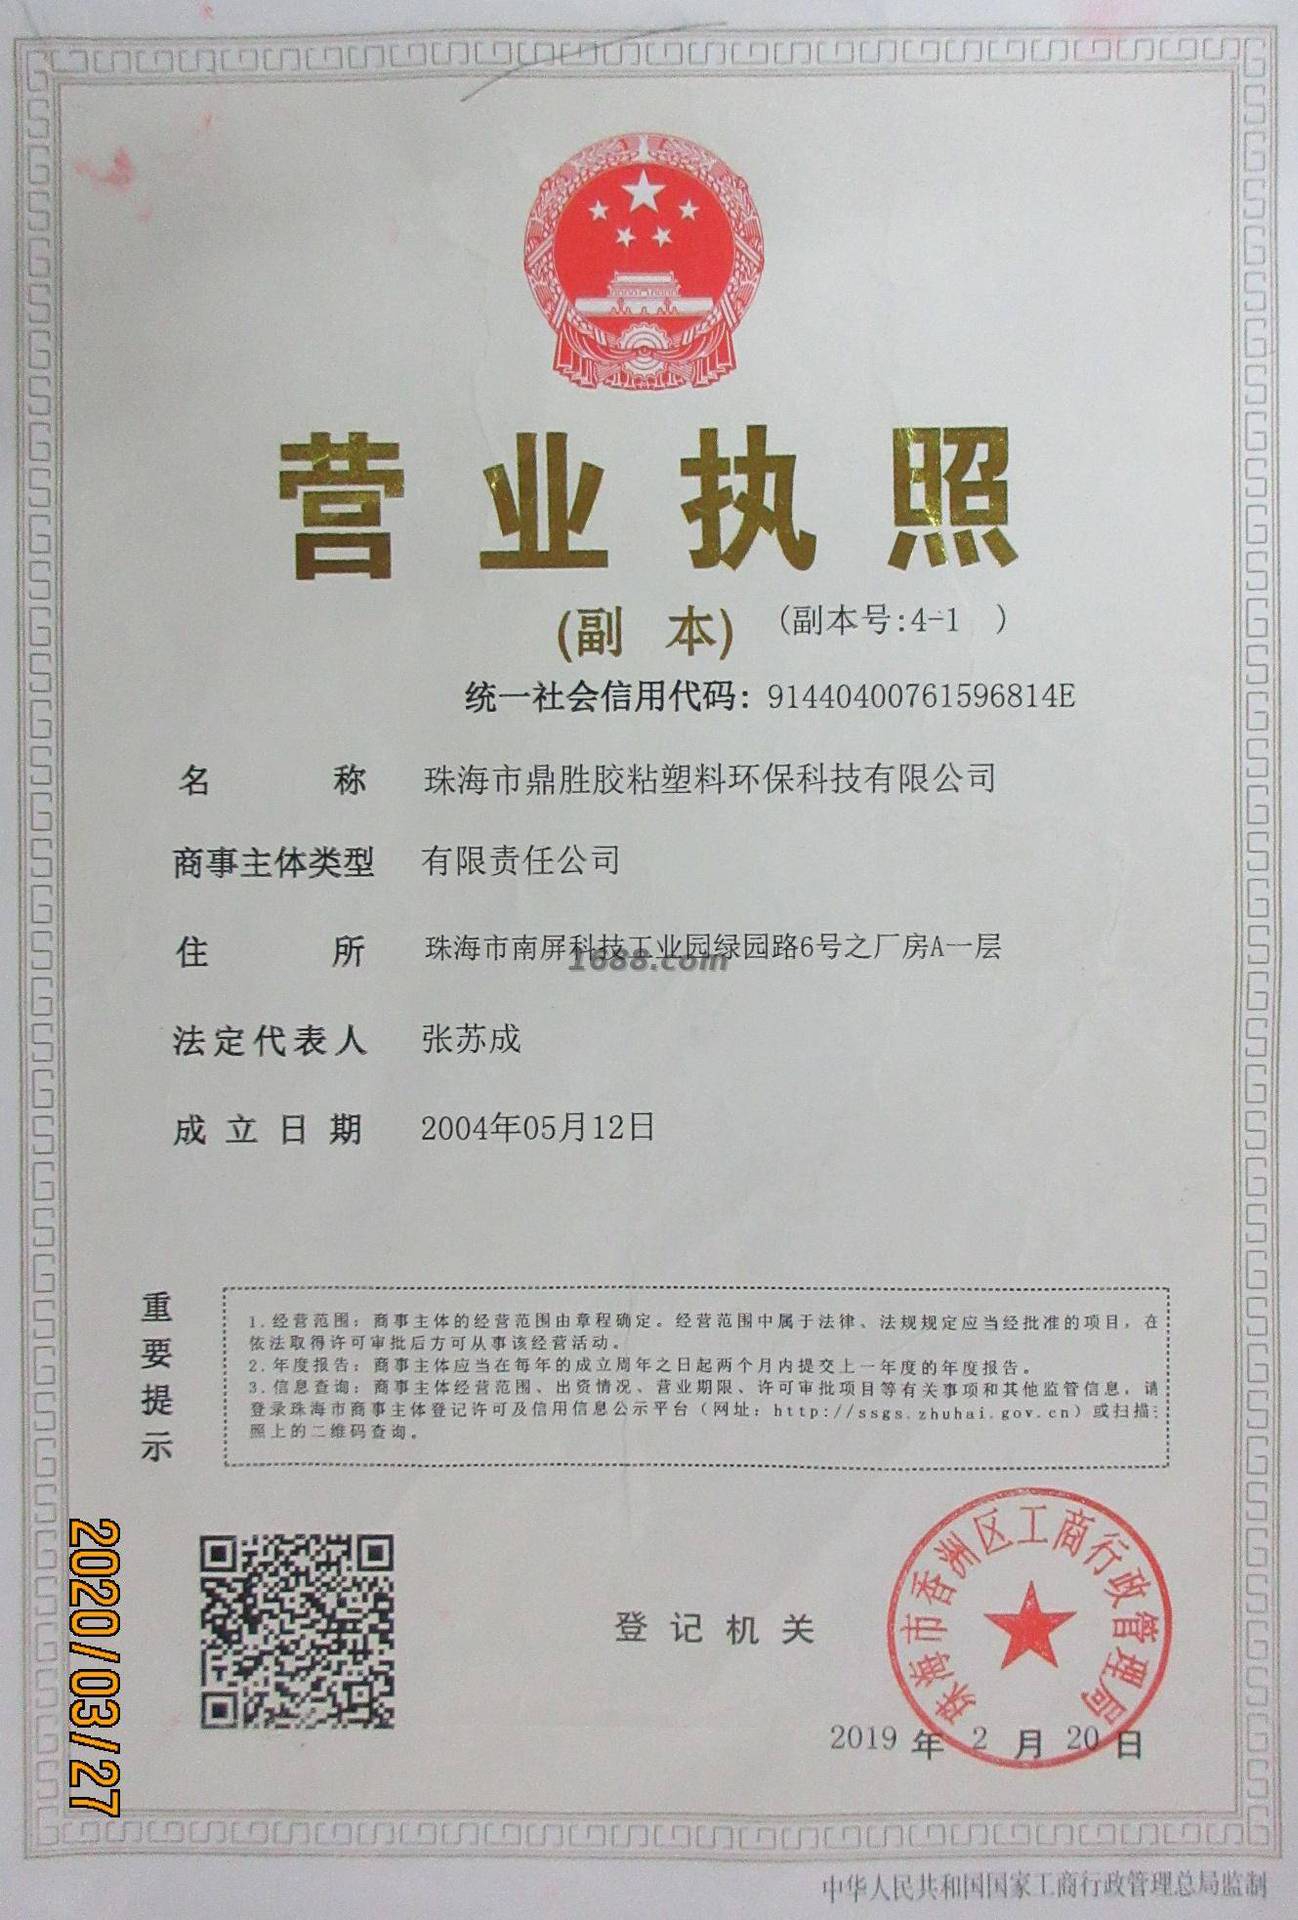 营业执照
(副 本) (副本号:4-1 )
统一社会信用代码: 91440400761596814E
名 称 珠海市鼎胜胶粘塑料环保科技有限公司
商事主体类型 有限责任公司
住 所 珠海市南屏科技工业园绿园路6号之厂房A一层
1688.com
法定代表人 张苏成
成立日期 2004年05月12日
重要提示
1.经营范围：商事主体的经营范围由章程确定。经营范围中属于法律、法规规定应当经批准的项目，在
依法取得许可审批后方可从事该经营活动。
2.年度报告：商事主体应当在每年的成立周年之日起两个月内提交上一年度的年度报告。
3.信息查询：商事主体经营范围、出资情况、营业期限、许可审批项目等有关事项和其他监管信息，请
登录珠海市商事主体登记许可及信用信息公示平台（网址：http://ssgs.zhuhai.gov.cn）或扫描
照上的二维码查询。
登记机关
珠海市香洲区工商行政管理局
2019 年 2 月 20 日
2020/03/27
中华人民共和国国家工商行政管理总局监制